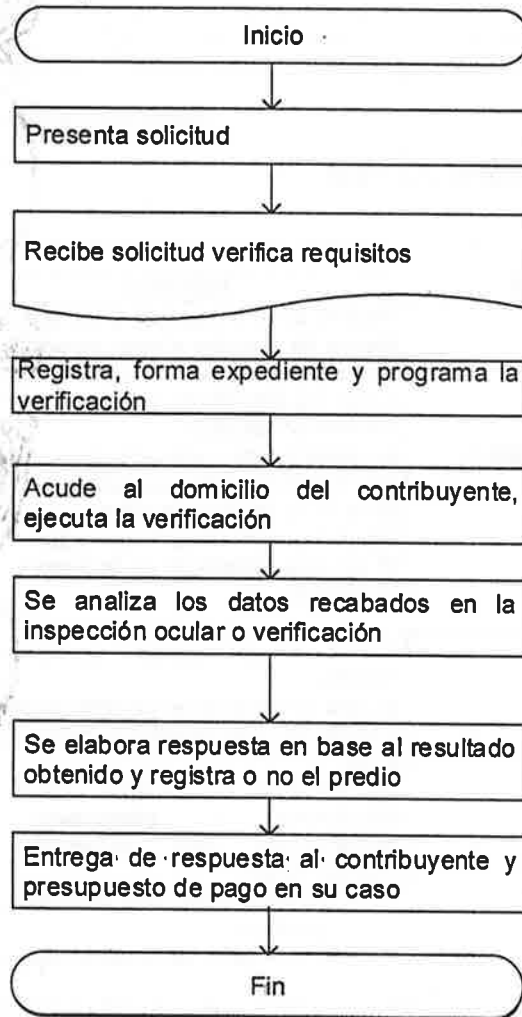 Inicio
Presenta solicitud
Recibe solicitud verifica requisitos
Registra, forma expediente y programa la
verificación
Acude al domicilio del contribuyente,
ejecuta la verificación
Se analiza los datos recabados en la
inspección ocular o verificación
Se elabora respuesta en base al resultado
obtenido y registra o no el predio
Entrega de respuesta al contribuyente y
presupuesto de pago en su caso
Fin